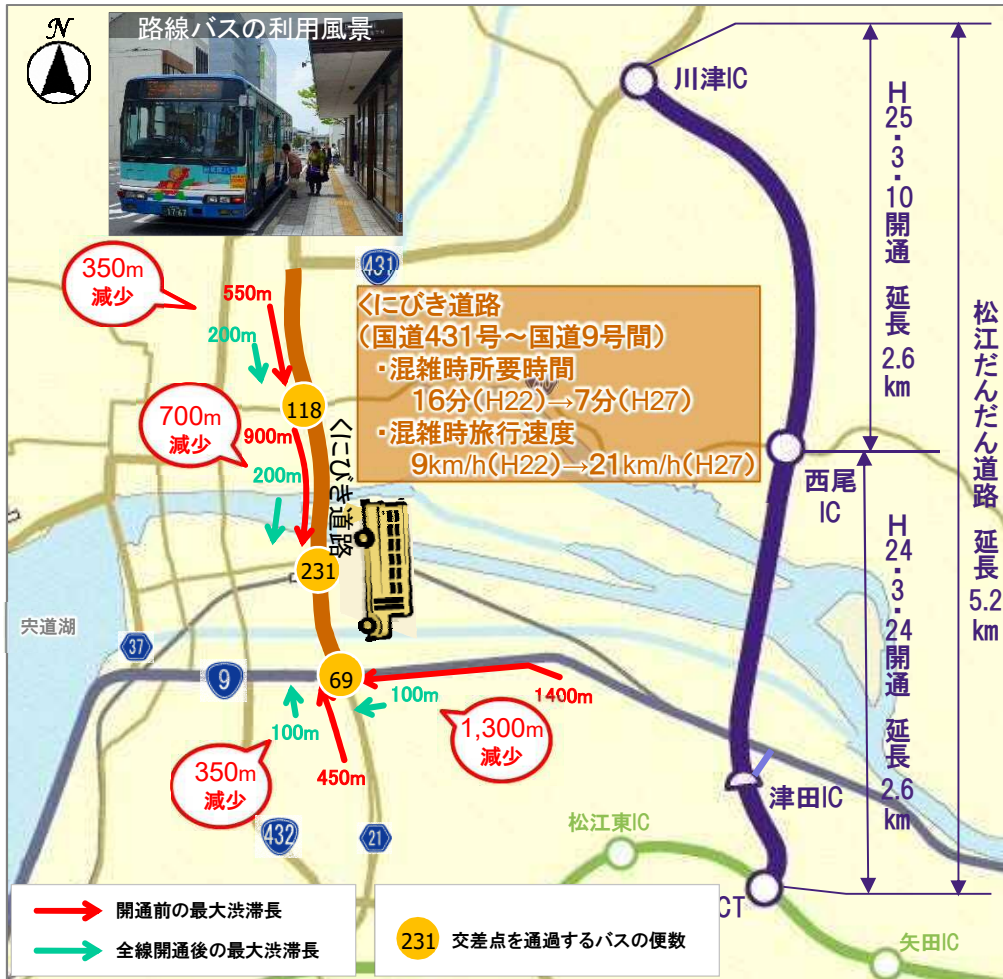 N
路線バスの利用風景
川津IC
431
350m
減少
550m
200m
くにびき道路
(国道431号~国道9号間)
・混雑時所要時間
16分(H22)→7分(H27)
・混雑時旅行速度
9km/h(H22)→21km/h(H27)
H25・3・10開通 延長 2.6km
松江だんだん道路 延長 5.2km
118
700m
減少
900m
200m
くにびき道路
西尾
IC
231
H24・3・24開通 延長 2.6km
宍道湖
37
9
69
100m
1400m
100m
1,300m
減少
450m
350m
減少
津田IC
432
21
松江東IC
CT
矢田IC
開通前の最大渋滞長
全線開通後の最大渋滞長
231
交差点を通過するバスの便数